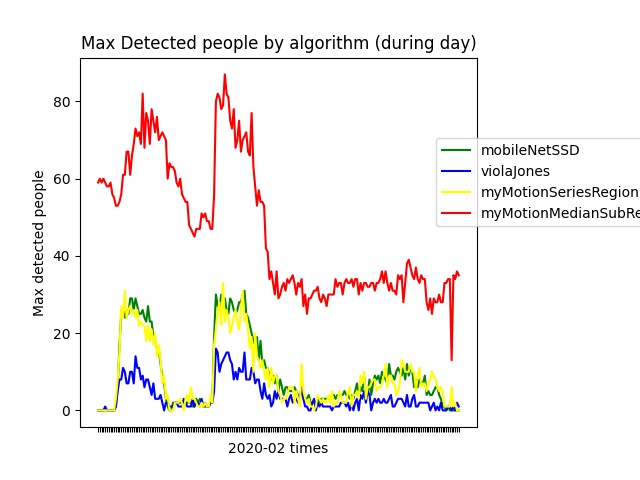 Max Detected people by algorithm (during day)
Max detected people
80
60
40
20
0
2020-02 times
mobileNetSSD
violaJones
myMotionSeriesRegion
myMotionMedianSubRe